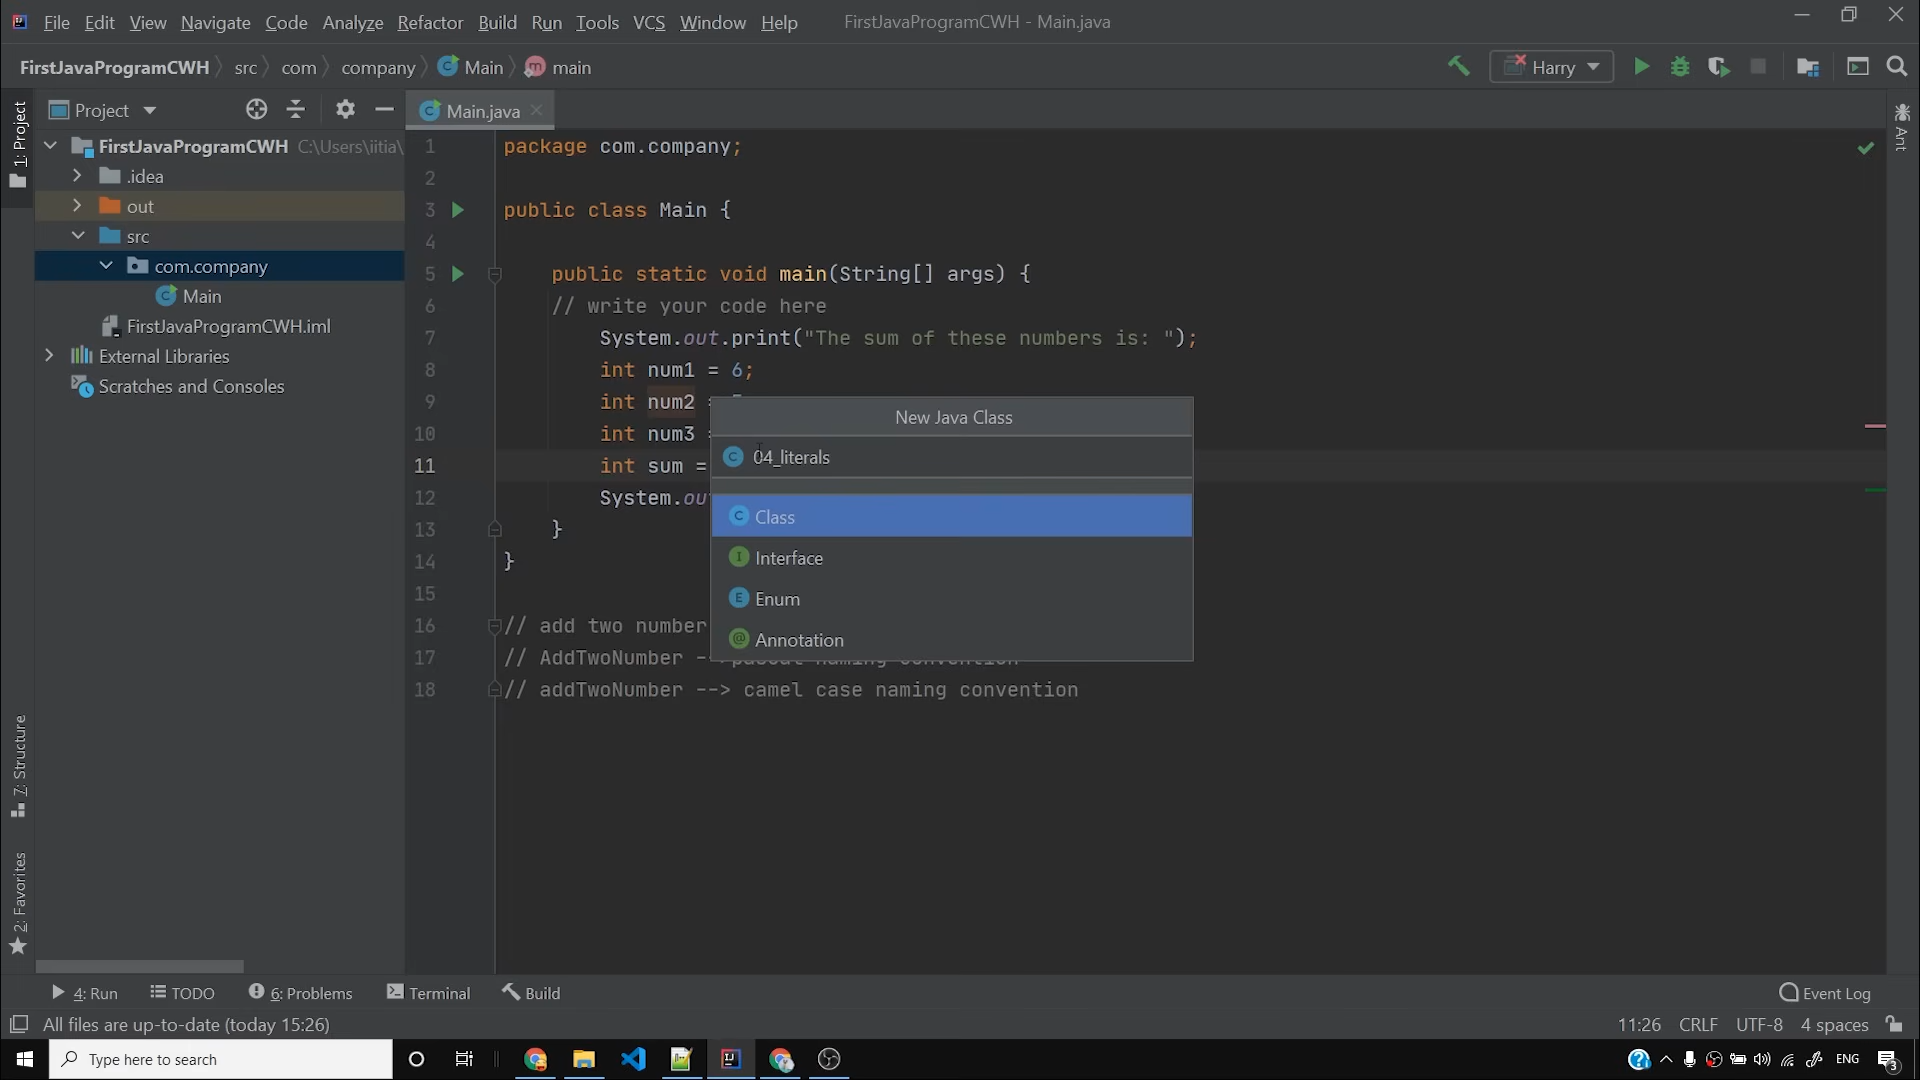 File Edit View Navigate Code Analyze Refactor Build Run Tools VCS Window Help FirstJavaProgramCWH - Main.java
FirstJavaProgramCWH src com company Main main Harry
1: Project
Project
Main.java
FirstJavaProgramCWH C:\Users\iitia\
.idea
out
src
com.company
Main
FirstJavaProgramCWH.iml
External Libraries
Scratches and Consoles
1 package com.company;
2
3 public class Main {
4
5 public static void main(String[] args) {
6 // write your code here
7 System.out.print("The sum of these numbers is: ");
8 int num1 = 6;
9 int num2
10 int num3
11 int sum =
12 System.ou
13 }
14 }
15
16 // add two number
17 // AddTwoNumber naming convention
18 // addTwoNumber --> camel case naming convention
New Java Class
04_literals
Class
Interface
Enum
Annotation
Ant
7: Structure
2: Favorites
4: Run TODO 6: Problems Terminal Build Event Log
All files are up-to-date (today 15:26) 11:26 CRLF UTF-8 4 spaces
Type here to search ENG 3